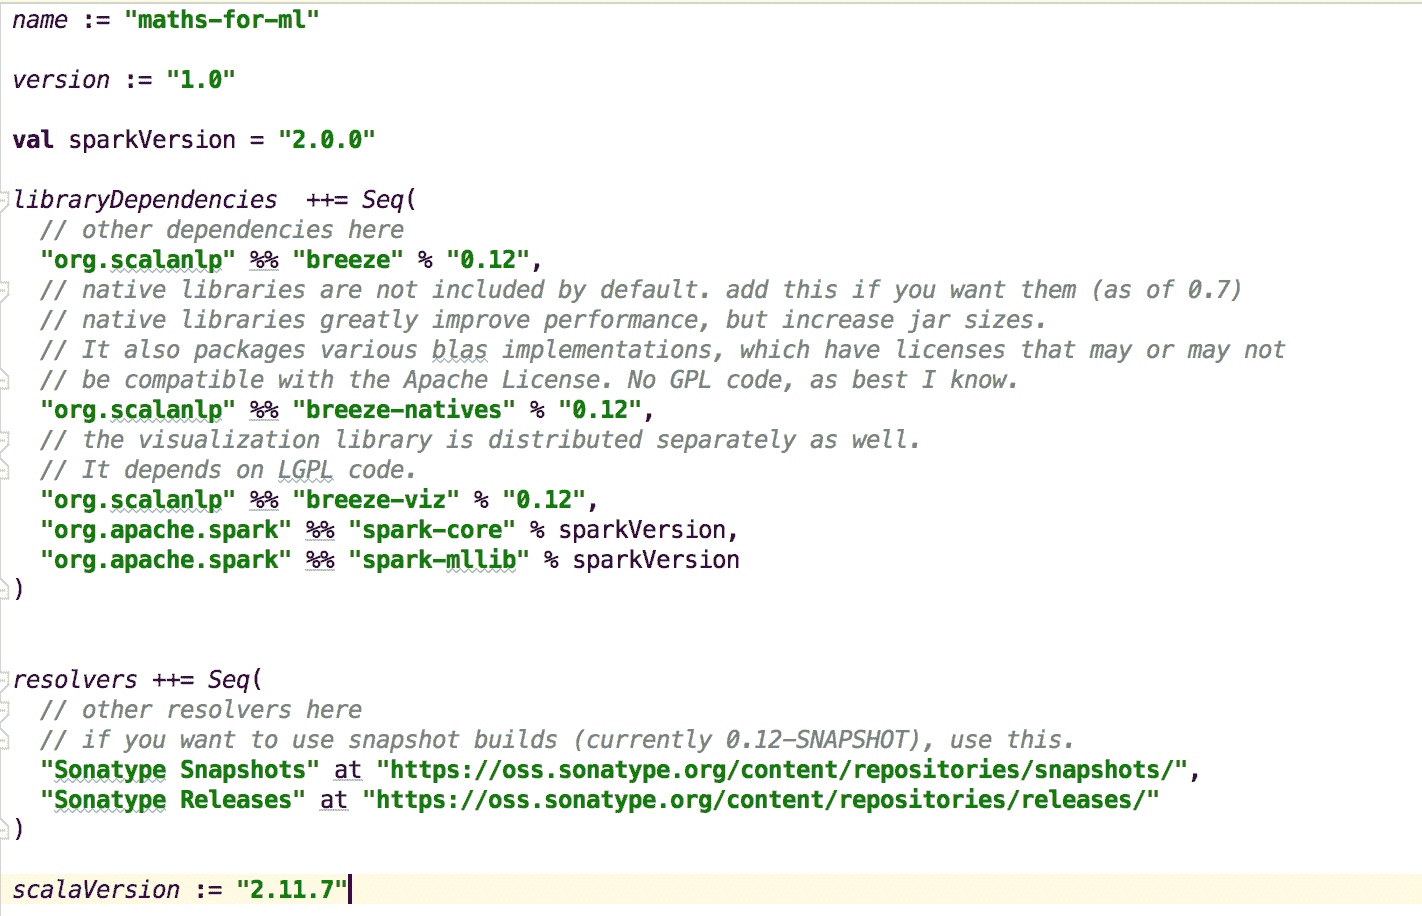 name := "maths-for-ml"
version := "1.0"
val sparkVersion = "2.0.0"
libraryDependencies  ++= Seq(
  // other dependencies here
  "org.scalanlp" %% "breeze" % "0.12",
  // native libraries are not included by default. add this if you want them (as of 0.7)
  // native libraries greatly improve performance, but increase jar sizes.
  // It also packages various blas implementations, which have licenses that may or may not
  // be compatible with the Apache License. No GPL code, as best I know.
  "org.scalanlp" %% "breeze-natives" % "0.12",
  // the visualization library is distributed separately as well.
  // It depends on LGPL code.
  "org.scalanlp" %% "breeze-viz" % "0.12",
  "org.apache.spark" %% "spark-core" % sparkVersion,
  "org.apache.spark" %% "spark-mllib" % sparkVersion
)
resolvers ++= Seq(
  // other resolvers here
  // if you want to use snapshot builds (currently 0.12-SNAPSHOT), use this.
  "Sonatype Snapshots" at "https://oss.sonatype.org/content/repositories/snapshots/",
  "Sonatype Releases" at "https://oss.sonatype.org/content/repositories/releases/"
)
scalaVersion := "2.11.7"